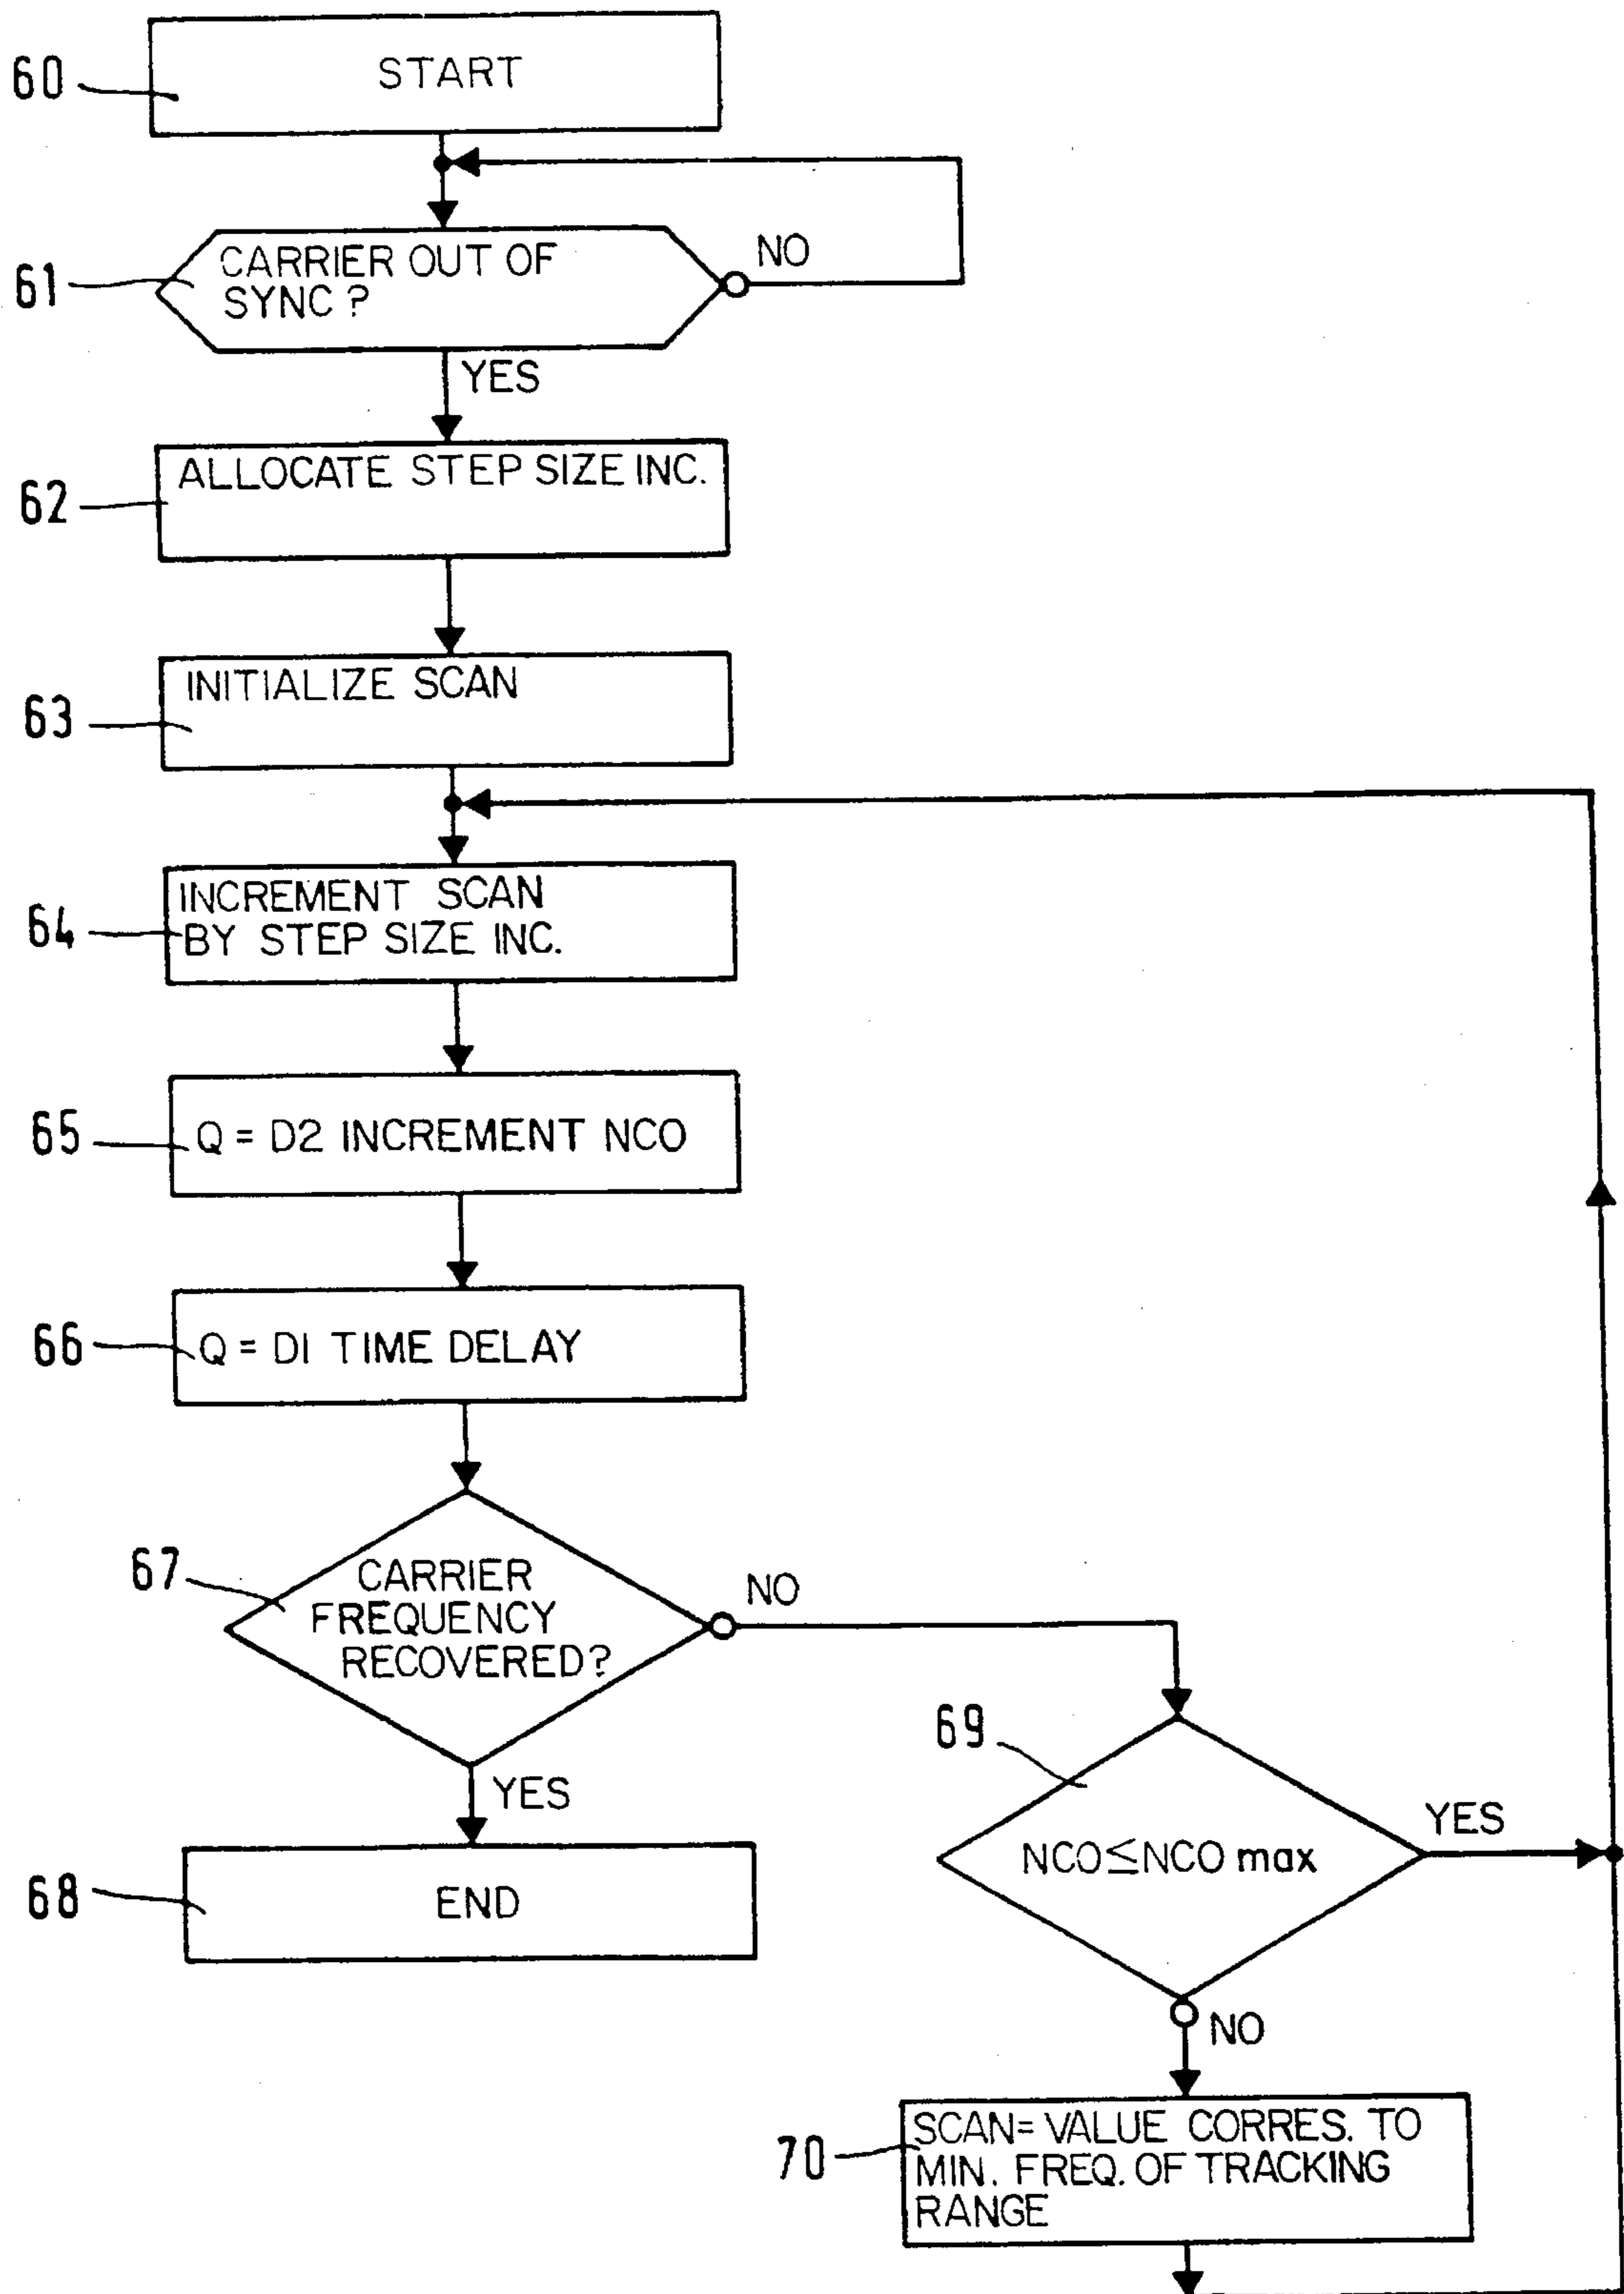 60
START
61
CARRIER OUT OF
SYNC?
NO
YES
62
ALLOCATE STEP SIZE INC.
63
INITIALIZE SCAN
64
INCREMENT SCAN
BY STEP SIZE INC.
65
Q = D2 INCREMENT NCO
66
Q = D1 TIME DELAY
67
CARRIER
FREQUENCY
RECOVERED?
NO
YES
68
END
69
NCO≤NCO max
YES
NO
70
SCAN= VALUE CORRES. TO
MIN. FREQ. OF TRACKING
RANGE